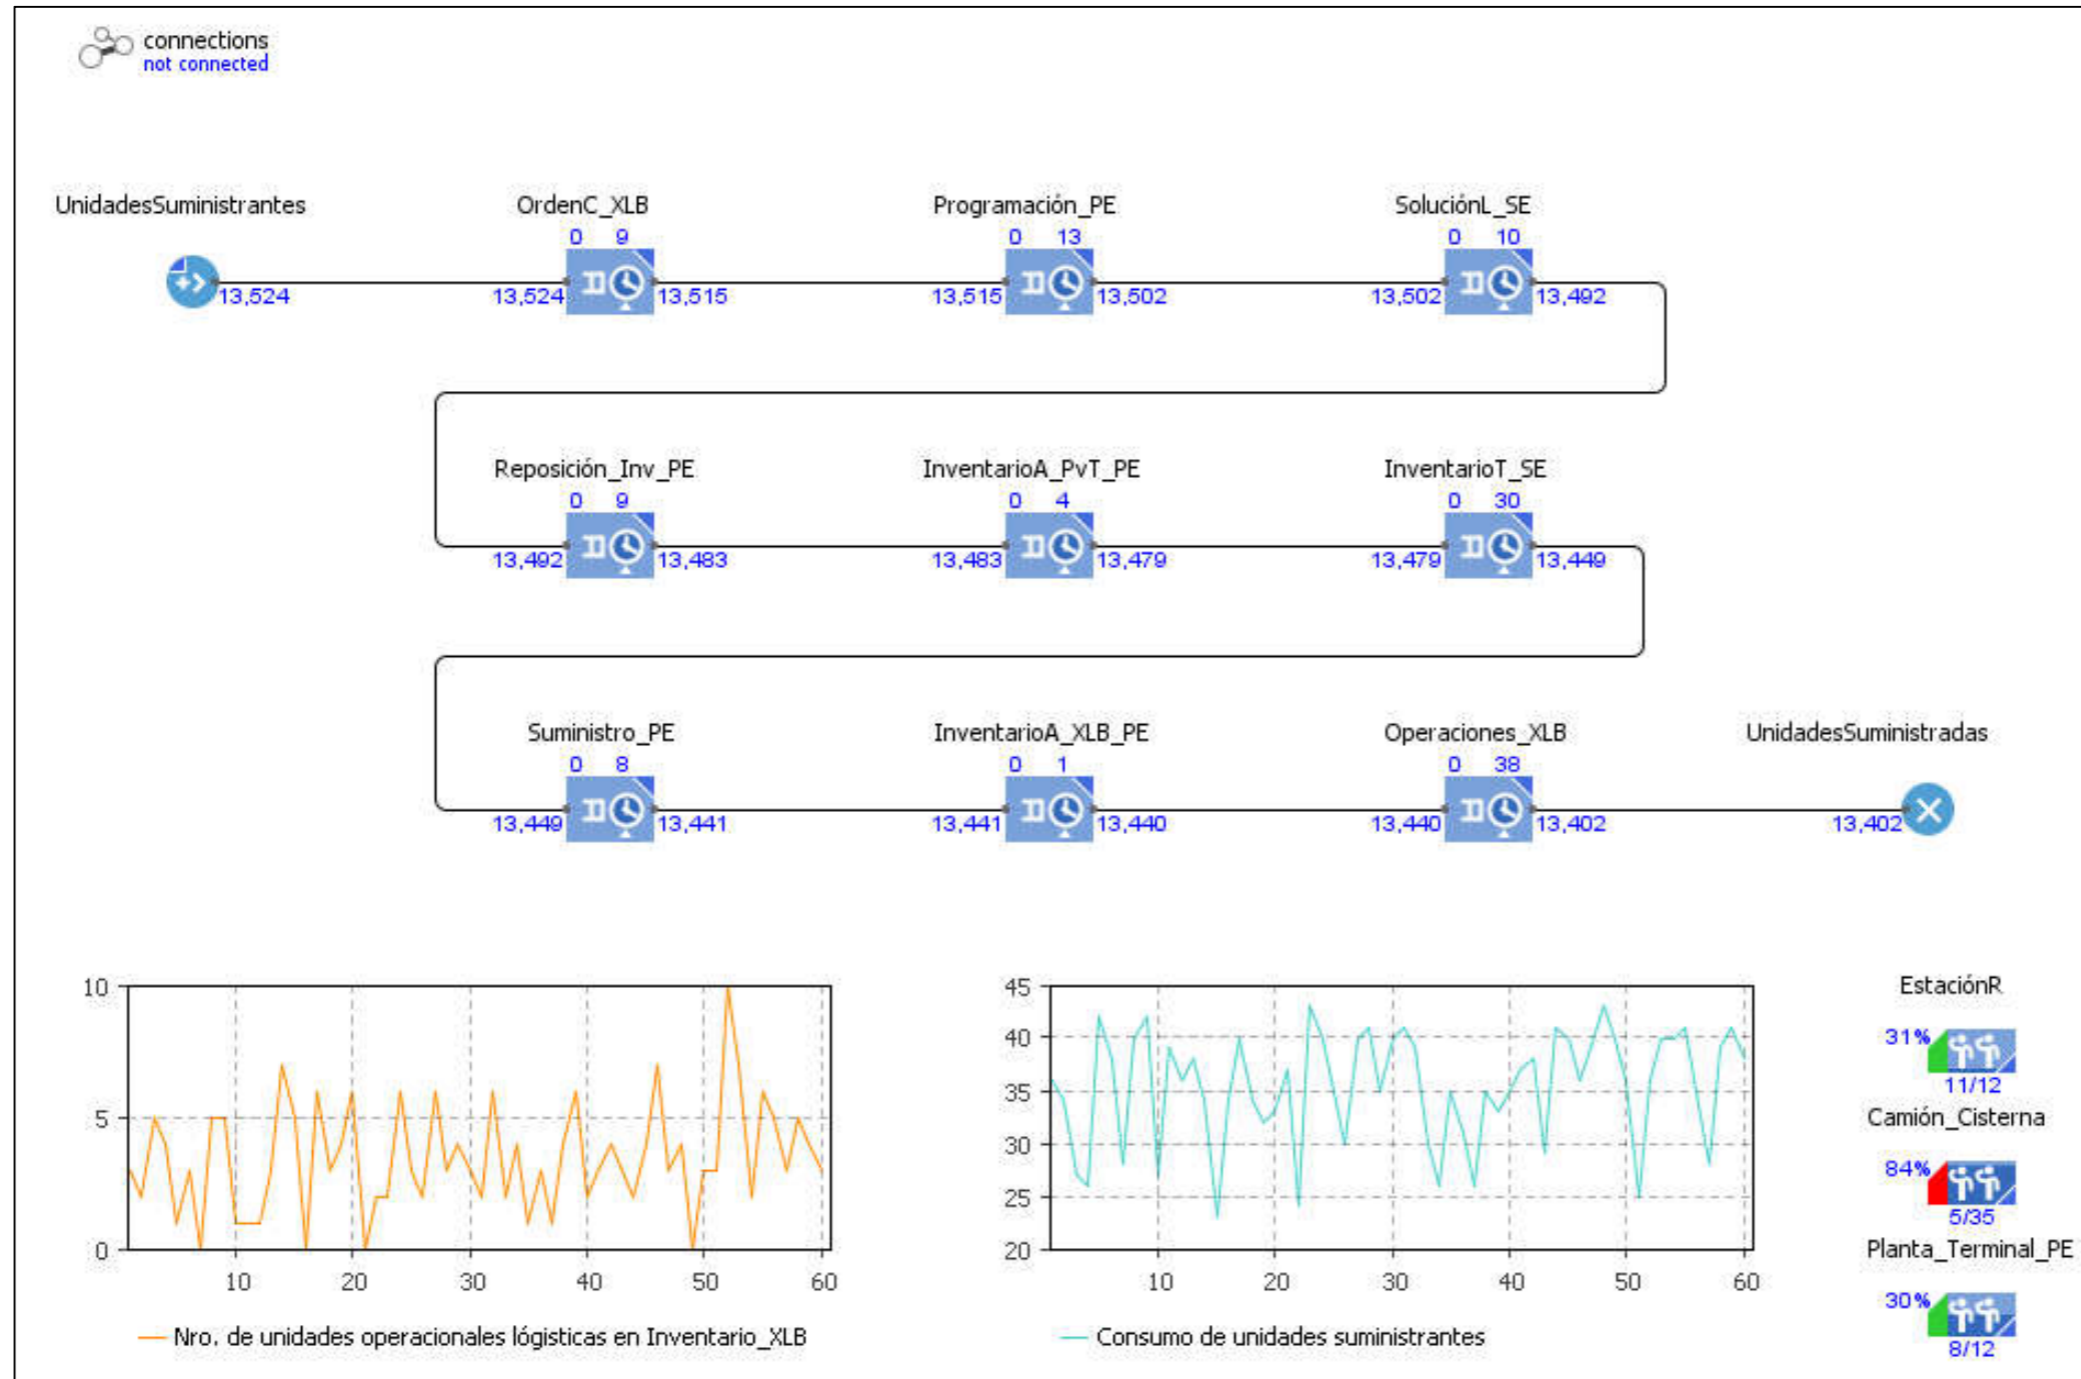 connections
not connected
UnidadesSuministrantes
OrdenC_XLB
Programación_PE
SoluciónL_SE
0 9
0 13
0 10
13,524
13,524
13,515
13,515
13,502
13,502
13,492
Reposición_Inv_PE
InventarioA_PvT_PE
InventarioT_SE
0 9
0 4
0 30
13,492
13,483
13,483
13,479
13,479
13,449
Suministro_PE
InventarioA_XLB_PE
Operaciones_XLB
UnidadesSuministradas
0 8
0 1
0 38
13,449
13,441
13,441
13,440
13,440
13,402
13,402
10
5
0
10 20 30 40 50 60
Nro. de unidades operacionales lógisticas en Inventario_XLB
45
40
35
30
25
20
10 20 30 40 50 60
Consumo de unidades suministrantes
EstaciónR
31%
11/12
Camión_Cisterna
84%
5/35
Planta_Terminal_PE
30%
8/12